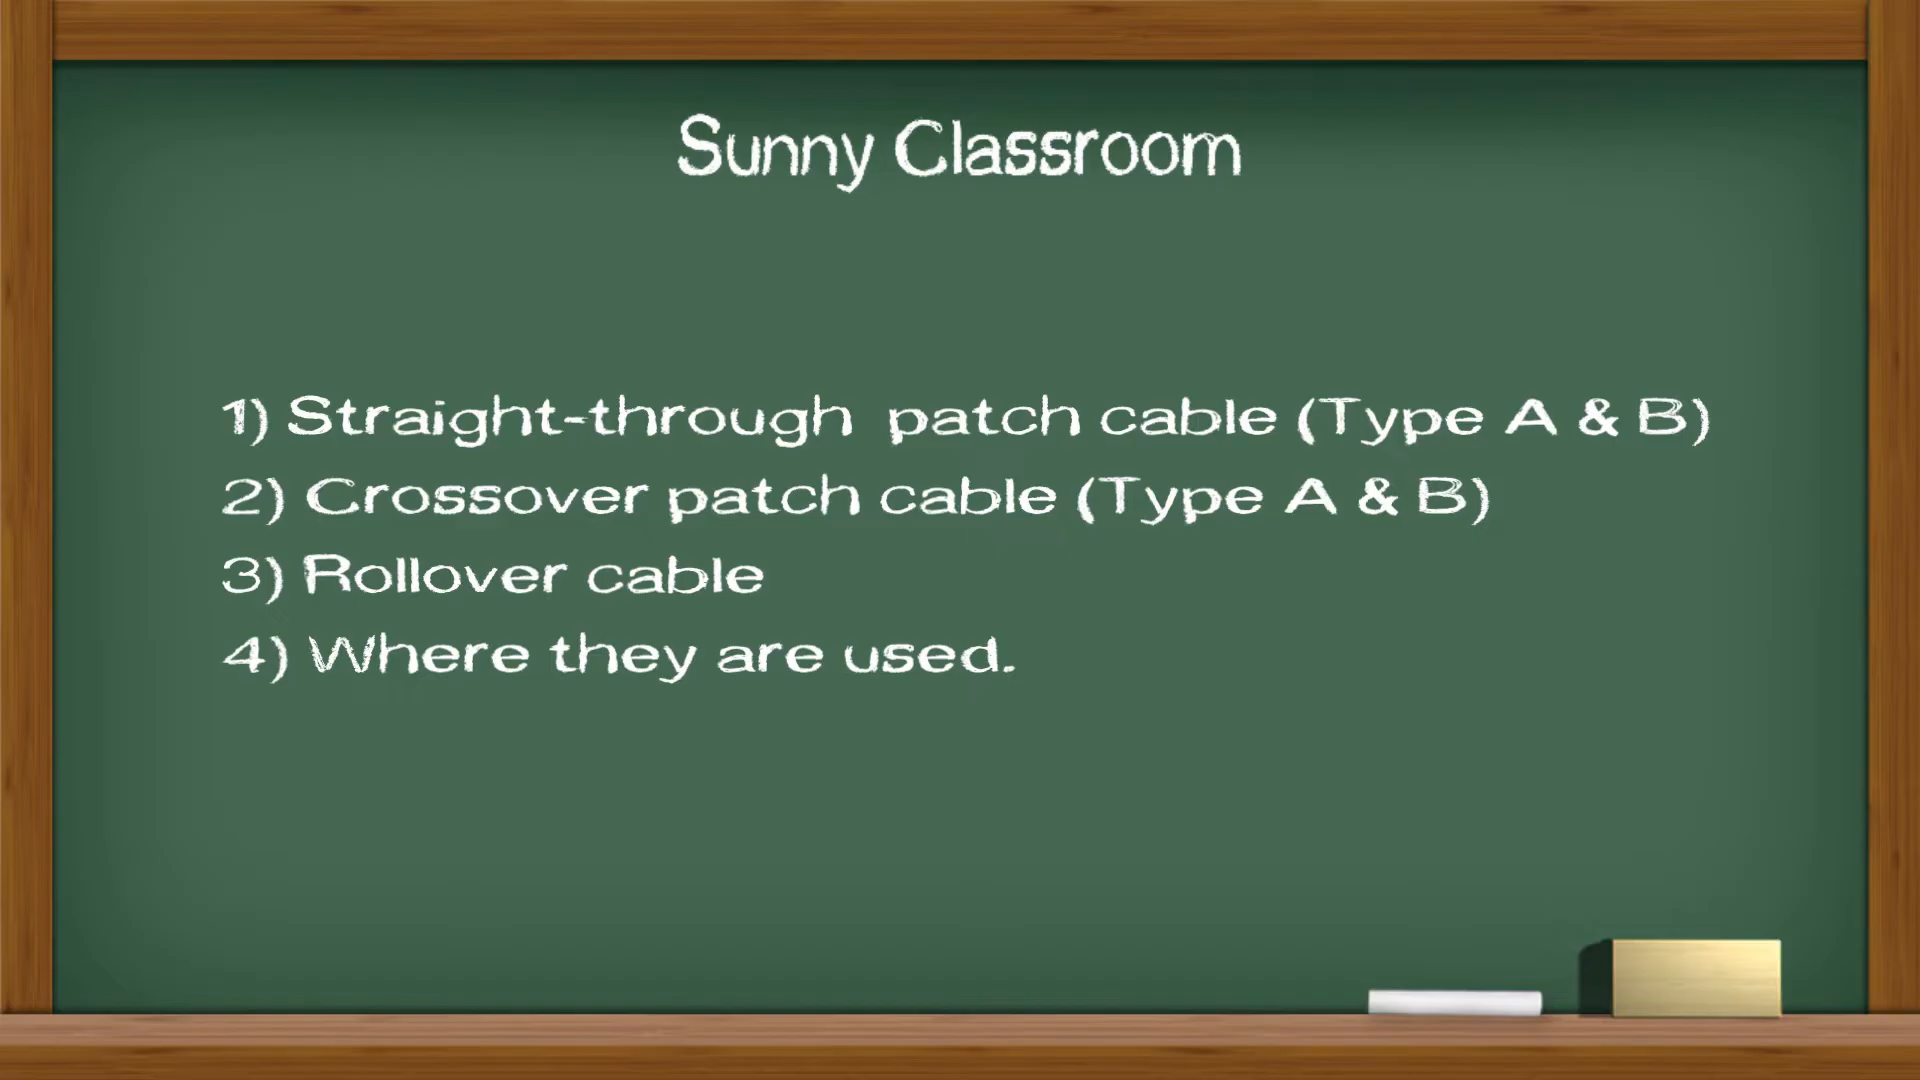 Sunny Classroom
1) Straight-through patch cable (Type A & B)
2) Crossover patch cable (Type A & B)
3) Rollover cable
4) Where they are used.